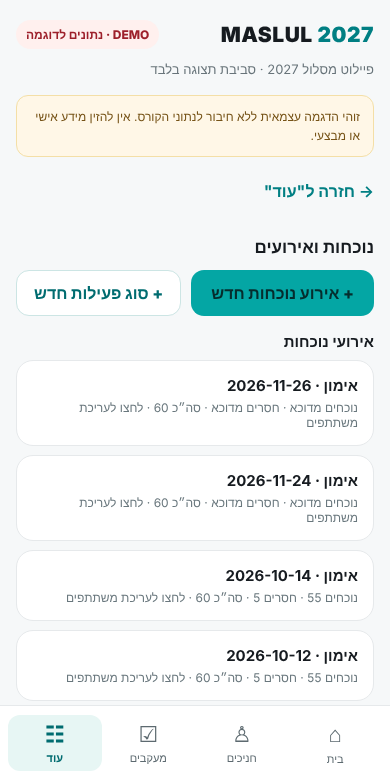 MASLUL 2027
DEMO · נתונים לדוגמה
פיילוט מסלול 2027 · סביבת תצוגה בלבד
זוהי הדגמה עצמאית ללא חיבור לנתוני הקורס. אין להזין מידע אישי
או מבצעי.
→ חזרה ל"עוד"
נוכחות ואירועים
+ אירוע נוכחות חדש
+ סוג פעילות חדש
אירועי נוכחות
אימון · 2026-11-26
נוכחים מדוכא · חסרים מדוכא · סה״כ 60 · לחצו לעריכת
משתתפים
אימון · 2026-11-24
נוכחים מדוכא · חסרים מדוכא · סה״כ 60 · לחצו לעריכת
משתתפים
אימון · 2026-10-14
נוכחים 55 · חסרים 5 · סה״כ 60 · לחצו לעריכת משתתפים
אימון · 2026-10-12
נוכחים 55 · חסרים 5 · סה״כ 60 · לחצו לעריכת משתתפים
בית
חניכים
מעקבים
עוד